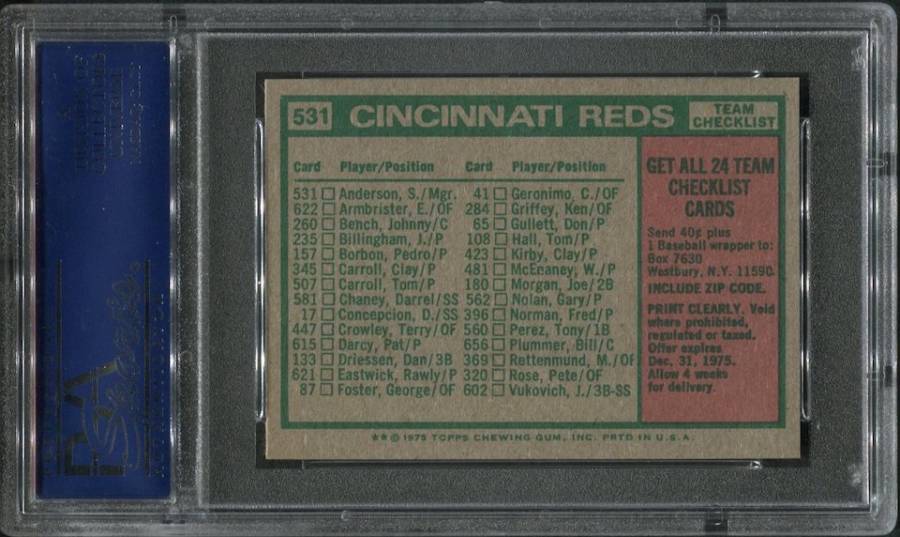 531 CINCINNATI REDS TEAM CHECKLIST
Card Player/Position Card Player/Position
531 Anderson, S./Mgr. 41 Geronimo, C./OF
622 Armbrister, E./OF 284 Griffey, Ken/OF
260 Bench, Johnny/C 65 Gullett, Don/P
235 Billingham, J./P 108 Hall, Tom/P
157 Borbon, Pedro/P 423 Kirby, Clay/P
345 Carroll, Clay/P 481 McEnaney, W./P
507 Carroll, Tom/P 180 Morgan, Joe/2B
581 Chaney, Darrel/SS 562 Nolan, Gary/P
17 Concepcion, D./SS 396 Norman, Fred/P
447 Crowley, Terry/OF 560 Perez, Tony/1B
615 Darcy, Pat/P 656 Plummer, Bill/C
133 Driessen, Dan/3B 369 Rettenmund, M./OF
621 Eastwick, Rawly/P 320 Rose, Pete/OF
87 Foster, George/OF 602 Vukovich, J./3B-SS
GET ALL 24 TEAM
CHECKLIST
CARDS
Send 40¢ plus
1 Baseball wrapper to:
Box 7630
Westbury, N.Y. 11590
INCLUDE ZIP CODE.
PRINT CLEARLY. Void
where prohibited,
regulated or taxed.
Offer expires
Dec. 31, 1975.
Allow 4 weeks
for delivery.
★★ © 1975 TOPPS CHEWING GUM, INC. PRTD IN U.S.A.
PSA